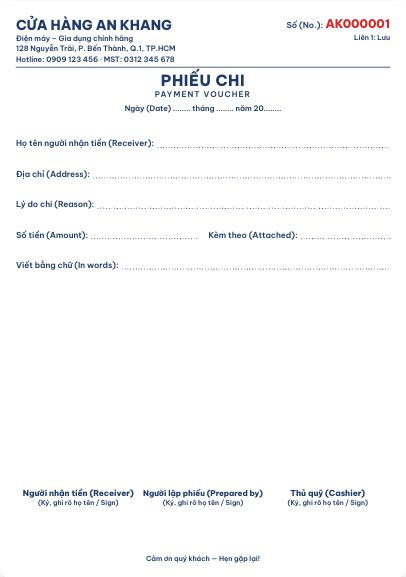 CỬA HÀNG AN KHANG
Điện máy – Gia dụng chính hãng
128 Nguyễn Trãi, P. Bến Thành, Q.1, TP.HCM
Hotline: 0909 123 456 · MST: 0312 345 678
Số (No.): AK000001
Liên 1: Lưu
PHIẾU CHI
PAYMENT VOUCHER
Ngày (Date) ........ tháng ........ năm 20........
Họ tên người nhận tiền (Receiver):
Địa chỉ (Address):
Lý do chi (Reason):
Số tiền (Amount): Kèm theo (Attached):
Viết bằng chữ (In words):
Người nhận tiền (Receiver) Người lập phiếu (Prepared by) Thủ quỹ (Cashier)
(Ký, ghi rõ họ tên / Sign) (Ký, ghi rõ họ tên / Sign) (Ký, ghi rõ họ tên / Sign)
Cảm ơn quý khách — Hẹn gặp lại!